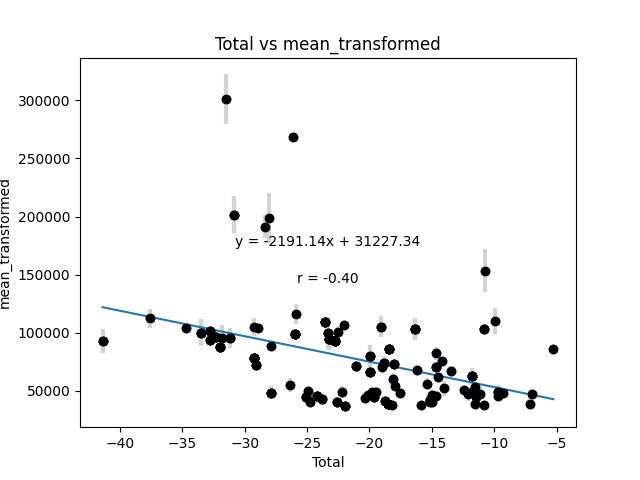 Total vs mean_transformed
mean_transformed
300000
250000
200000
150000
100000
50000
y = -2191.14x + 31227.34
r = -0.40
−40 −35 −30 −25 −20 −15 −10 −5
Total